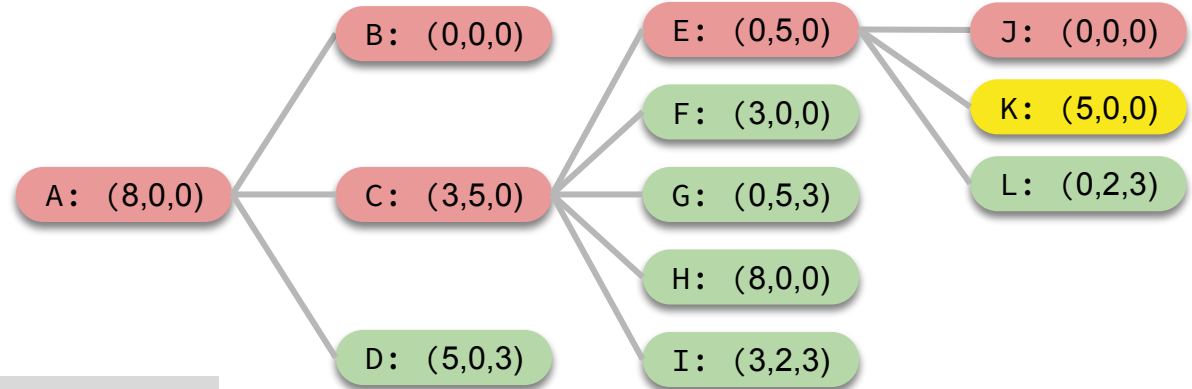 A: (8,0,0)
B: (0,0,0)
C: (3,5,0)
D: (5,0,3)
E: (0,5,0)
F: (3,0,0)
G: (0,5,3)
H: (8,0,0)
I: (3,2,3)
J: (0,0,0)
K: (5,0,0)
L: (0,2,3)